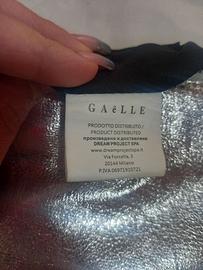 GAëLLE
PRODOTTO DISTRIBUITO/
PRODUCT DISTRIBUTED/
произведено и доставлено
DREAM PROJECT SPA
www.dreamprojectspa.it
Via Forcella, 3
20144 Milano
P.IVA 06971910721